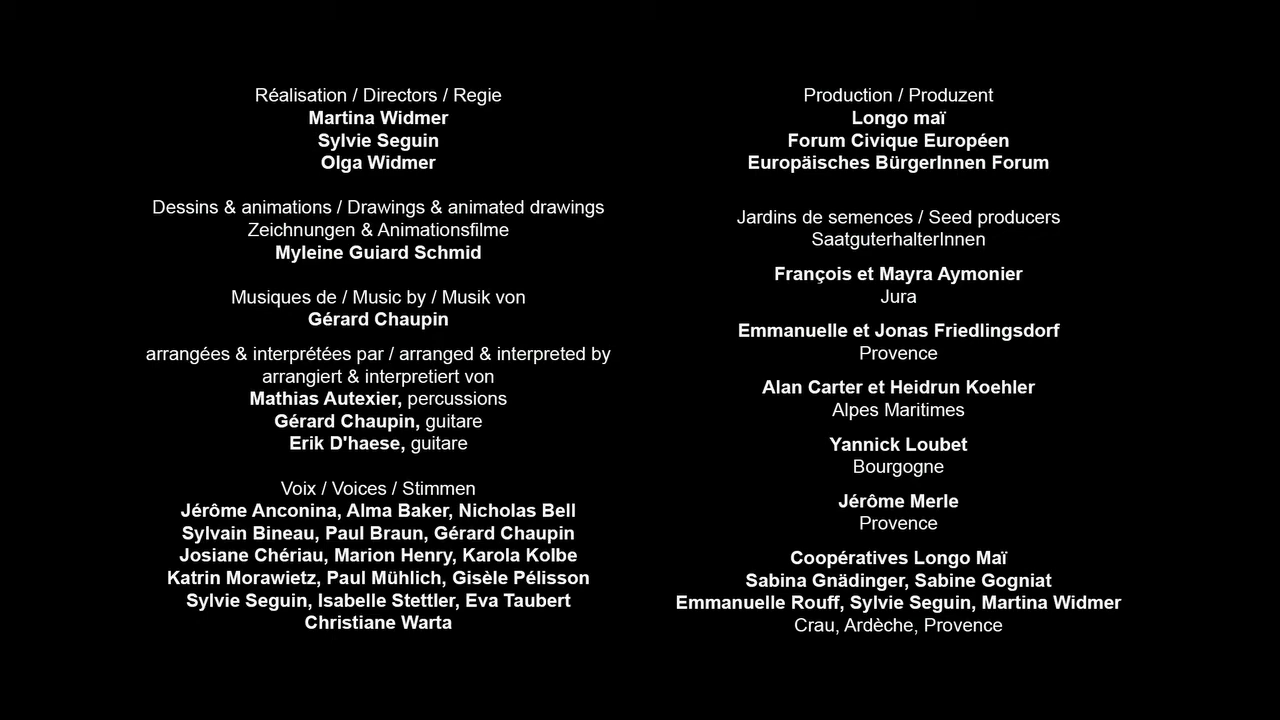 Réalisation / Directors / Regie
Martina Widmer
Sylvie Seguin
Olga Widmer
Dessins & animations / Drawings & animated drawings
Zeichnungen & Animationsfilme
Myleine Guiard Schmid
Musiques de / Music by / Musik von
Gérard Chaupin
arrangées & interprétées par / arranged & interpreted by
arrangiert & interpretiert von
Mathias Autexier, percussions
Gérard Chaupin, guitare
Erik D'haese, guitare
Voix / Voices / Stimmen
Jérôme Anconina, Alma Baker, Nicholas Bell
Sylvain Bineau, Paul Braun, Gérard Chaupin
Josiane Chériau, Marion Henry, Karola Kolbe
Katrin Morawietz, Paul Mühlich, Gisèle Pélisson
Sylvie Seguin, Isabelle Stettler, Eva Taubert
Christiane Warta
Production / Produzent
Longo maï
Forum Civique Européen
Europäisches BürgerInnen Forum
Jardins de semences / Seed producers
SaatguterhalterInnen
François et Mayra Aymonier
Jura
Emmanuelle et Jonas Friedlingsdorf
Provence
Alan Carter et Heidrun Koehler
Alpes Maritimes
Yannick Loubet
Bourgogne
Jérôme Merle
Provence
Coopératives Longo Maï
Sabina Gnädinger, Sabine Gogniat
Emmanuelle Rouff, Sylvie Seguin, Martina Widmer
Crau, Ardèche, Provence